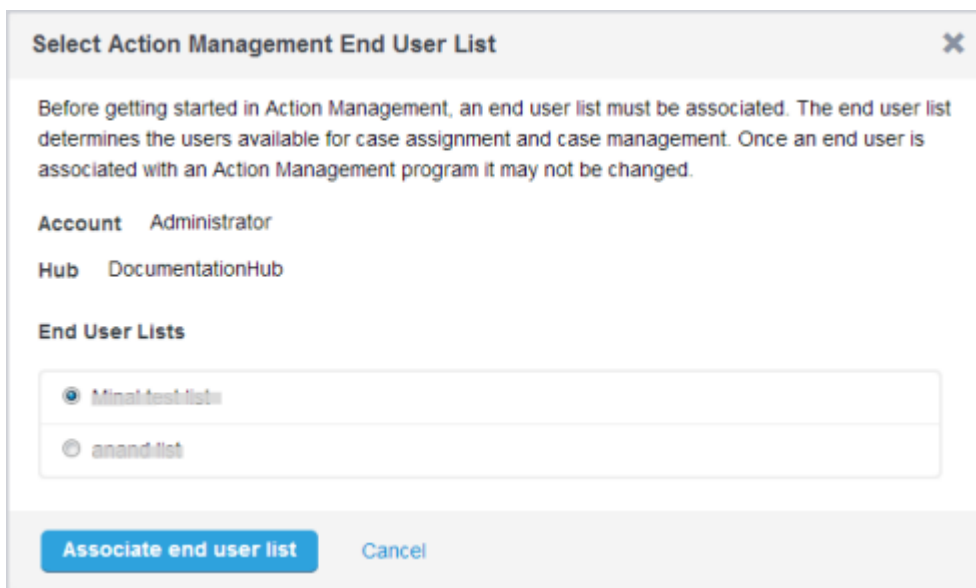 Select Action Management End User List
Before getting started in Action Management, an end user list must be associated. The end user list
determines the users available for case assignment and case management. Once an end user is
associated with an Action Management program it may not be changed.
Account Administrator
Hub DocumentationHub
End User Lists
anand list
Associate end user list Cancel